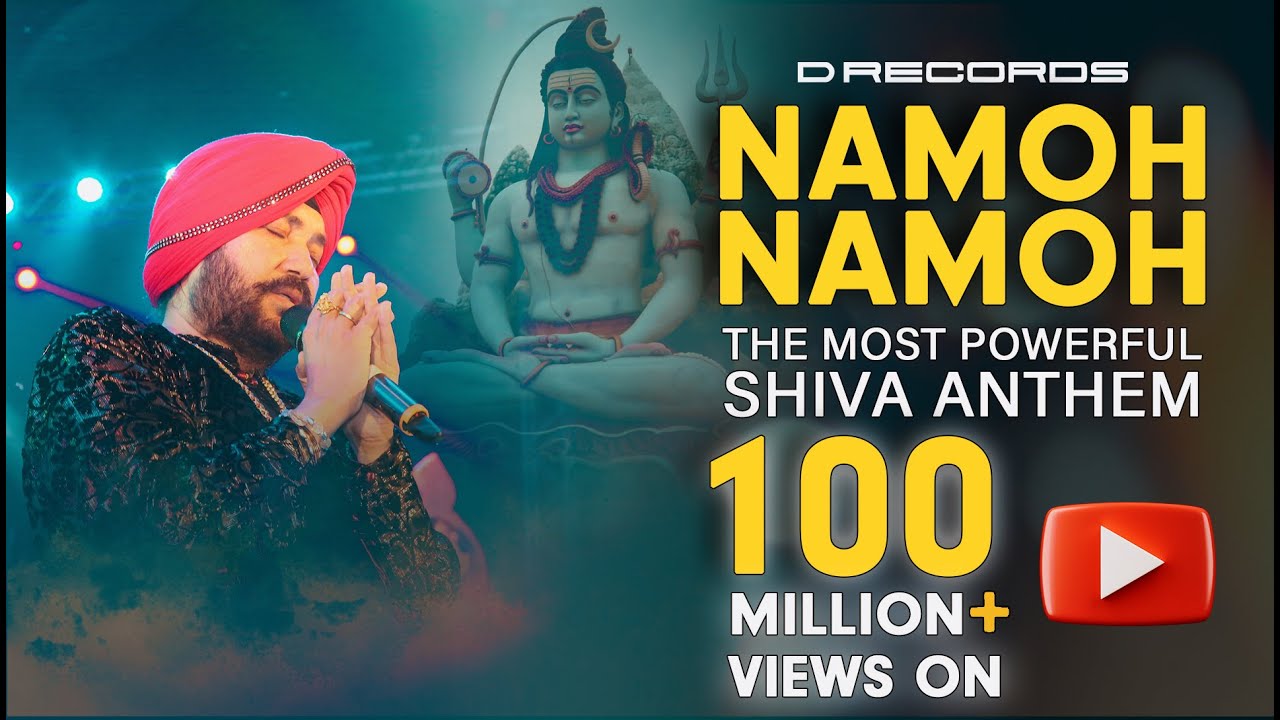 D RECORDS
NAMOH
NAMOH
THE MOST POWERFUL
SHIVA ANTHEM
100
MILLION+
VIEWS ON